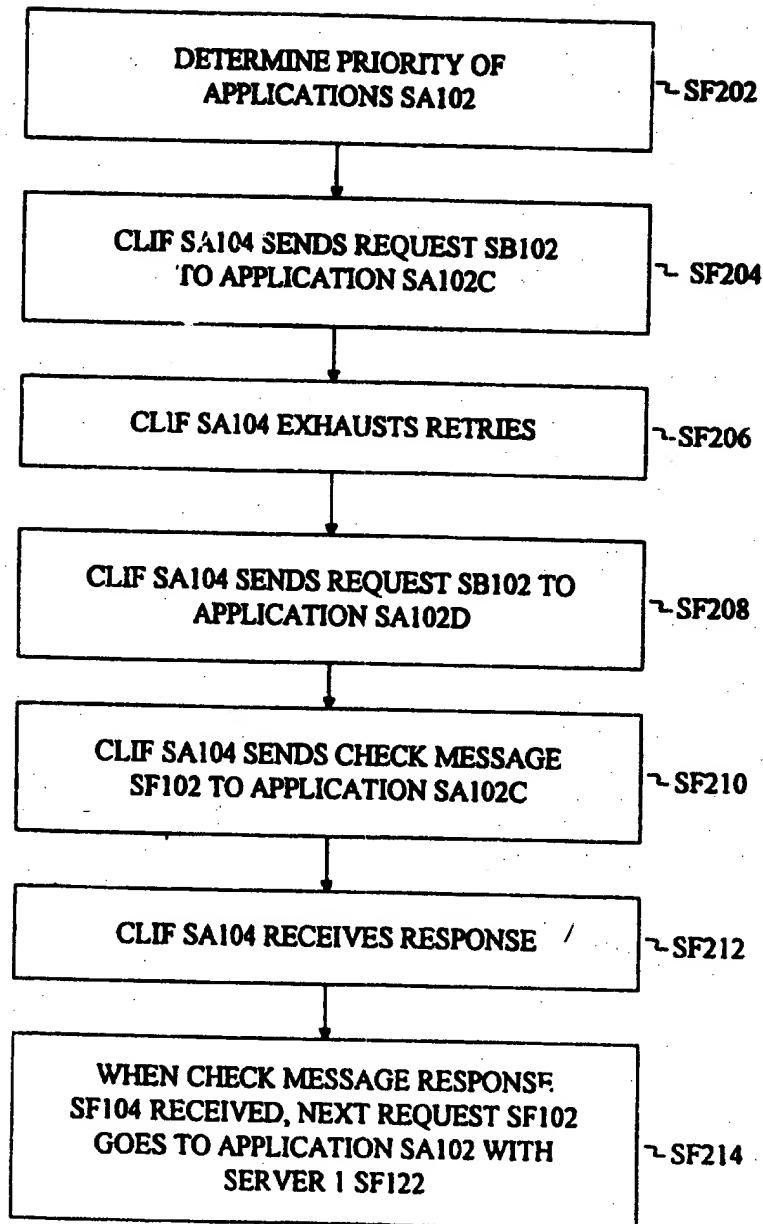 DETERMINE PRIORITY OF
APPLICATIONS SA102
SF202
CLIF SA104 SENDS REQUEST SB102
TO APPLICATION SA102C
SF204
CLIF SA104 EXHAUSTS RETRIES
SF206
CLIF SA104 SENDS REQUEST SB102 TO
APPLICATION SA102D
SF208
CLIF SA104 SENDS CHECK MESSAGE
SF102 TO APPLICATION SA102C
SF210
CLIF SA104 RECEIVES RESPONSE
SF212
WHEN CHECK MESSAGE RESPONSE
SF104 RECEIVED, NEXT REQUEST SF102
GOES TO APPLICATION SA102 WITH
SERVER 1 SF122
SF214